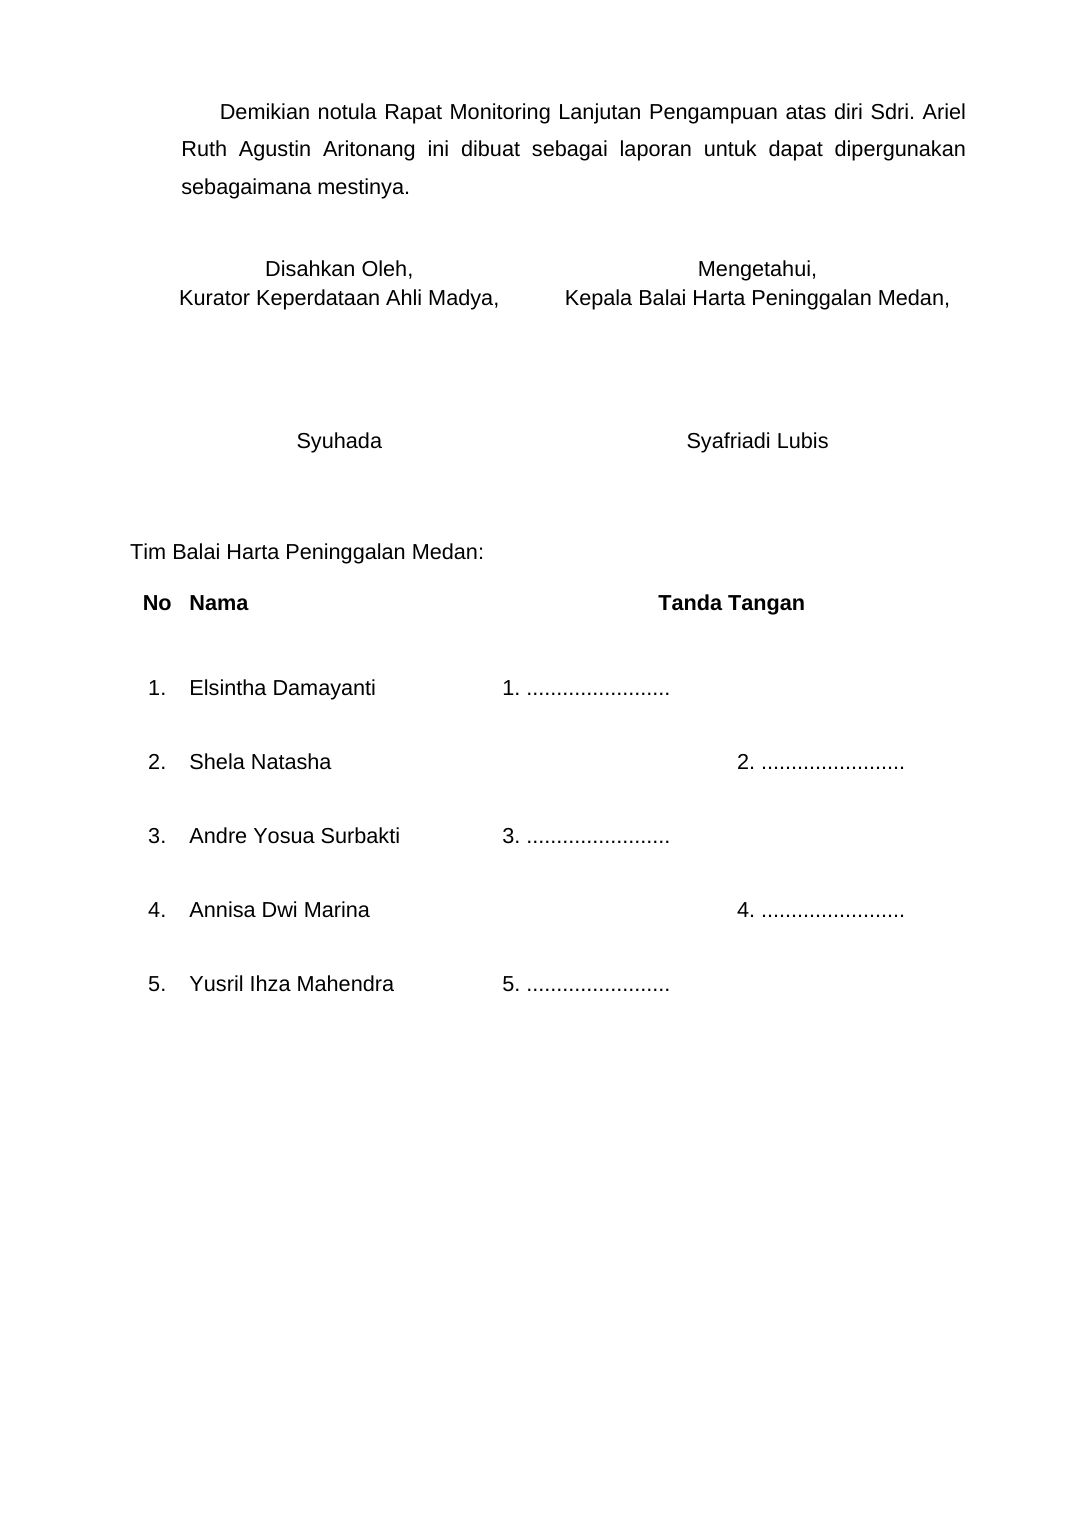 Demikian notula Rapat Monitoring Lanjutan Pengampuan atas diri Sdri. Ariel
Ruth Agustin Aritonang ini dibuat sebagai laporan untuk dapat dipergunakan
sebagaimana mestinya.
Disahkan Oleh,
Kurator Keperdataan Ahli Madya,
Mengetahui,
Kepala Balai Harta Peninggalan Medan,
Syuhada
Syafriadi Lubis
Tim Balai Harta Peninggalan Medan:
No Nama Tanda Tangan
1. Elsintha Damayanti 1. ........................
2. Shela Natasha 2. ........................
3. Andre Yosua Surbakti 3. ........................
4. Annisa Dwi Marina 4. ........................
5. Yusril Ihza Mahendra 5. ........................